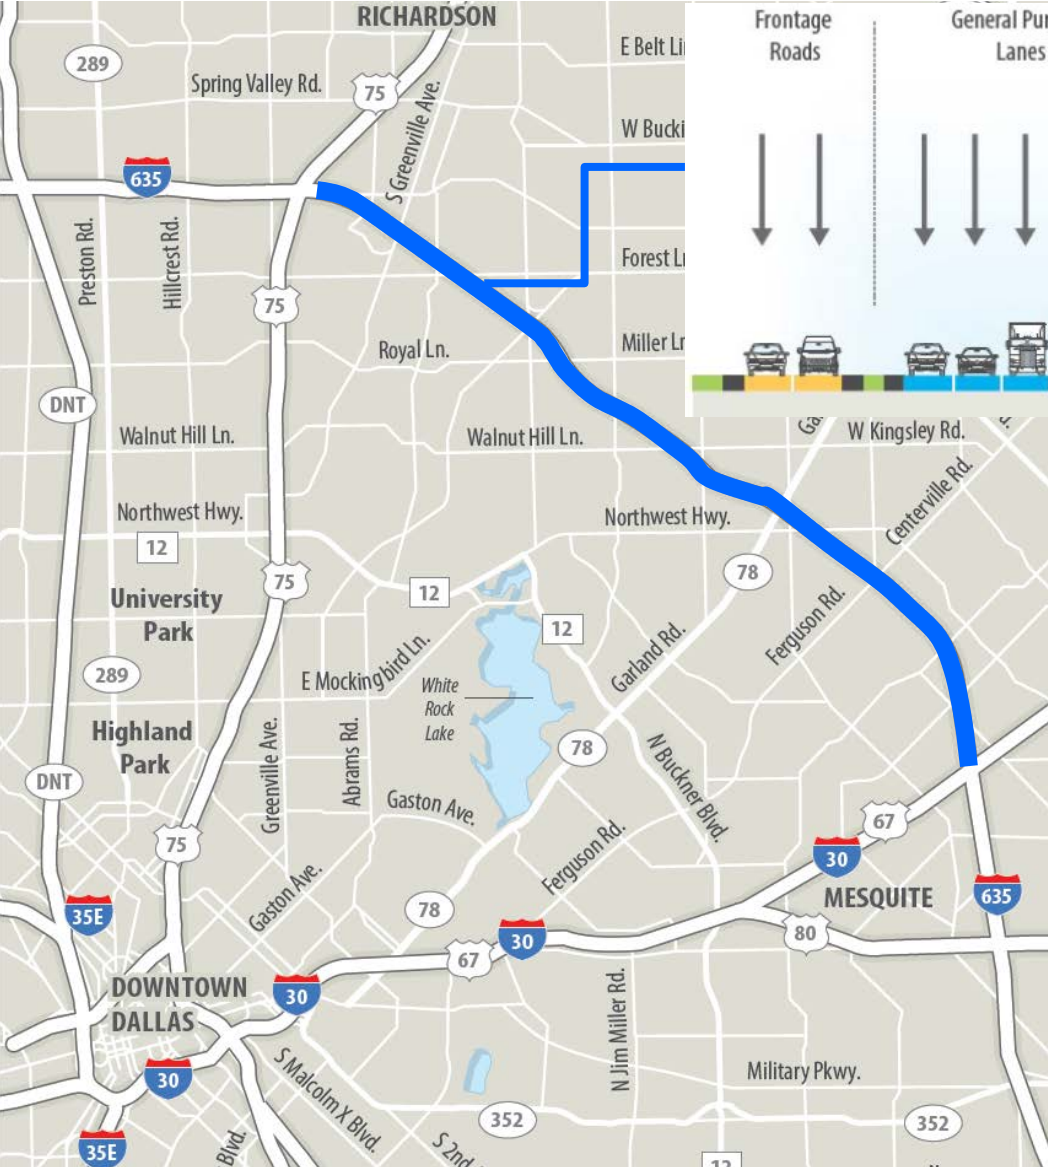 RICHARDSON
Frontage
Roads
General Pur
Lanes
E Belt Li
289
Spring Valley Rd.
75
S Greenville Ave.
W Bucki
635
Preston Rd.
Hillcrest Rd.
Forest Ln
75
Royal Ln.
Miller Ln
DNT
Walnut Hill Ln.
Walnut Hill Ln.
W Kingsley Rd.
Centerville Rd.
Northwest Hwy.
Northwest Hwy.
12
75
12
78
University
Park
12
Ferguson Rd.
E Mockingbird Ln.
Garland Rd.
289
White
Rock
Lake
Highland
Park
78
N Buckner Blvd.
DNT
Greenville Ave.
Abrams Rd.
Gaston Ave.
67
75
Ferguson Rd.
30
MESQUITE
635
Gaston Ave.
35E
78
80
30
67
DOWNTOWN
DALLAS
30
N Jim Miller Rd.
30
S Malcolm X Blvd.
Military Pkwy.
352
352
35E
Blvd.
S 2nd
12